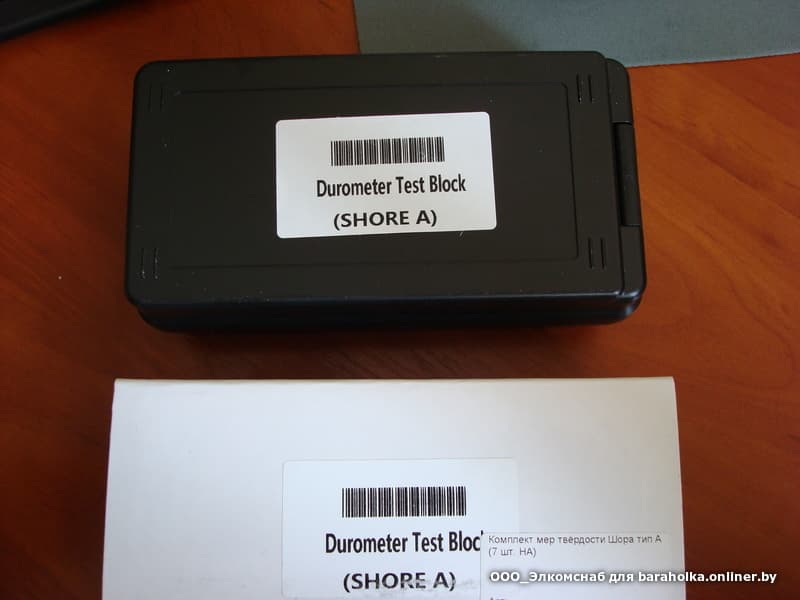 Durometer Test Block
(SHORE A)
Durometer Test Bloc
(SHORE A)
Комплект мер твёрдости Шора тип А
(7 шт. НА)
ООО_Элкомснаб для baraholka.onliner.by